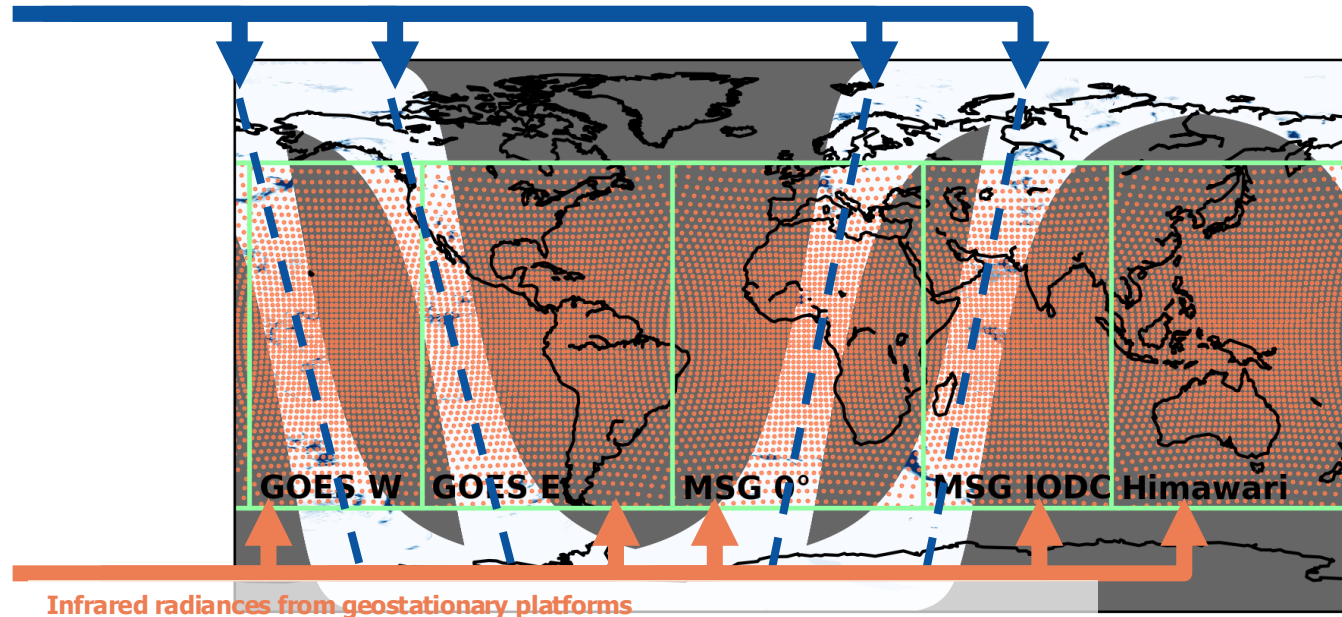 GOES W GOES E MSG 0° MSG IODC Himawari
Infrared radiances from geostationary platforms